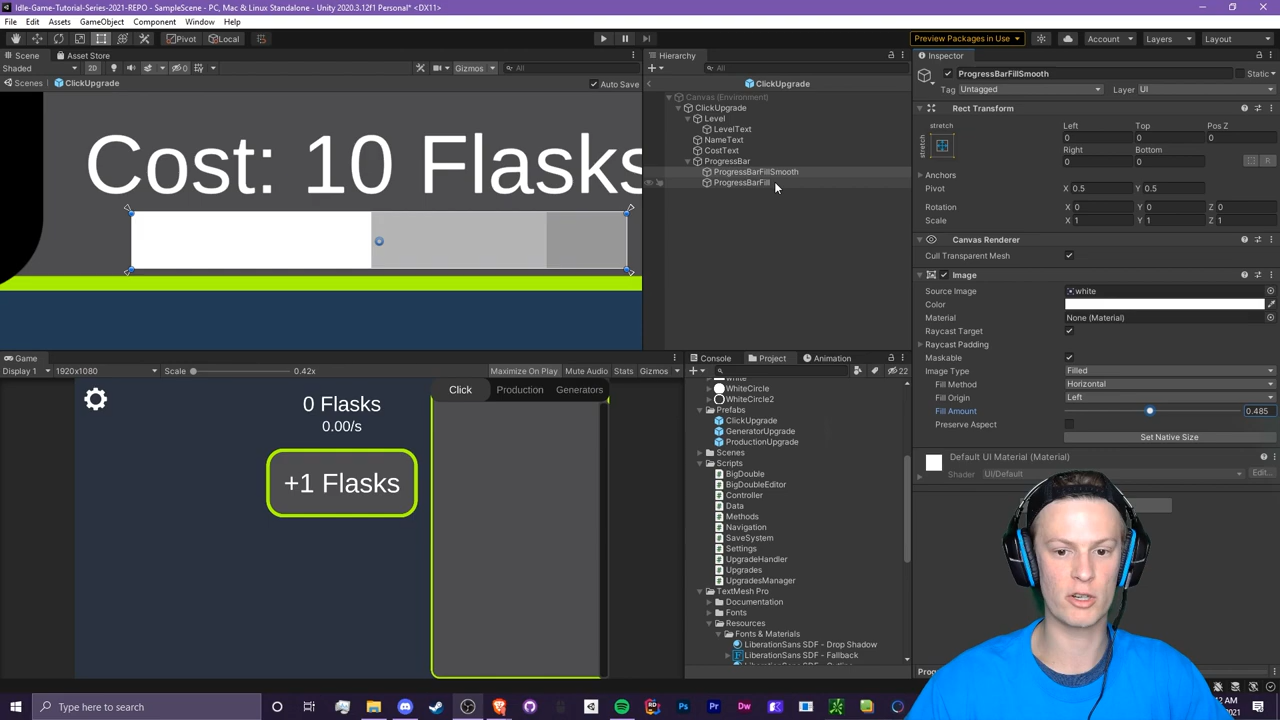 Idle-Game-Tutorial-Series-2021-REPO - SampleScene - PC, Mac & Linux Standalone - Unity 2020.3.12f1 Personal* <DX11>
File Edit Assets GameObject Component Window Help
Pivot Local Preview Packages in Use Account Layers Layout
Scene Asset Store
Shaded 2D 0 Gizmos All
Scenes ClickUpgrade Auto Save
Cost: 10 Flasks
Hierarchy
All
ClickUpgrade
Canvas (Environment)
ClickUpgrade
Level
LevelText
NameText
CostText
ProgressBar
ProgressBarFillSmooth
ProgressBarFill
Inspector
ProgressBarFillSmooth Static
Tag Untagged Layer UI
Rect Transform
stretch Left Top Pos Z
stretch 0 0 0
Right Bottom
0 0 R
Anchors
Pivot X 0.5 Y 0.5
Rotation X 0 Y 0 Z 0
Scale X 1 Y 1 Z 1
Canvas Renderer
Cull Transparent Mesh
Image
Source Image white
Color
Material None (Material)
Raycast Target
Raycast Padding
Maskable
Image Type Filled
Fill Method Horizontal
Fill Origin Left
Fill Amount 0.485
Preserve Aspect
Set Native Size
Default UI Material (Material)
Shader UI/Default Edit...
Game
Display 1 1920x1080 Scale 0.42x Maximize On Play Mute Audio Stats Gizmos
0 Flasks
0.00/s
+1 Flasks
Click Production Generators
Console Project Animation
22
WhiteCircle
WhiteCircle2
Prefabs
ClickUpgrade
GeneratorUpgrade
ProductionUpgrade
Scenes
Scripts
BigDouble
BigDoubleEditor
Controller
Data
Methods
Navigation
SaveSystem
Settings
UpgradeHandler
Upgrades
UpgradesManager
TextMesh Pro
Documentation
Fonts
Resources
Fonts & Materials
LiberationSans SDF - Drop Shadow
LiberationSans SDF - Fallback
Type here to search